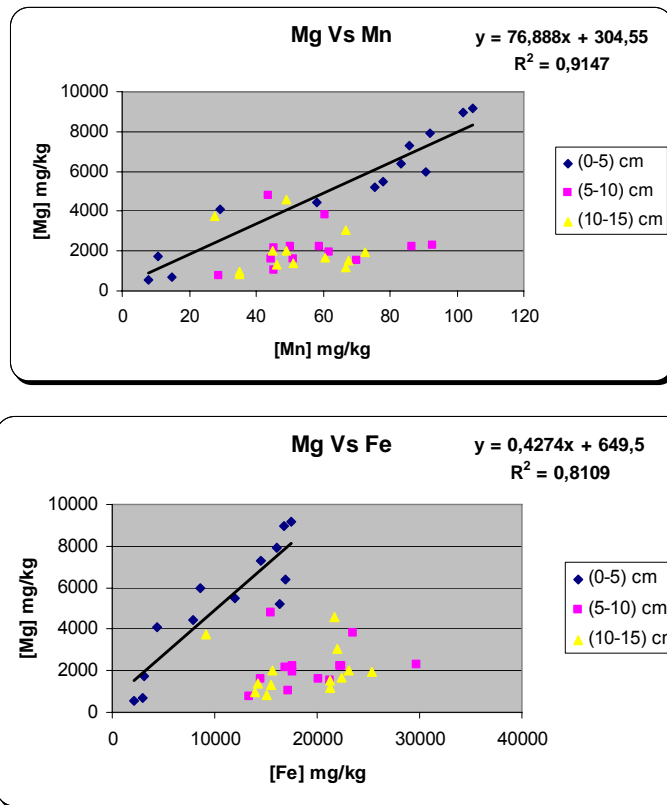 Mg Vs Mn
y = 76,888x + 304,55
R² = 0,9147
10000
8000
6000
4000
2000
0
[Mg] mg/kg
0 20 40 60 80 100 120
[Mn] mg/kg
(0-5) cm
(5-10) cm
(10-15) cm
Mg Vs Fe
y = 0,4274x + 649,5
R² = 0,8109
10000
8000
6000
4000
2000
0
[Mg] mg/kg
0 10000 20000 30000 40000
[Fe] mg/kg
(0-5) cm
(5-10) cm
(10-15) cm